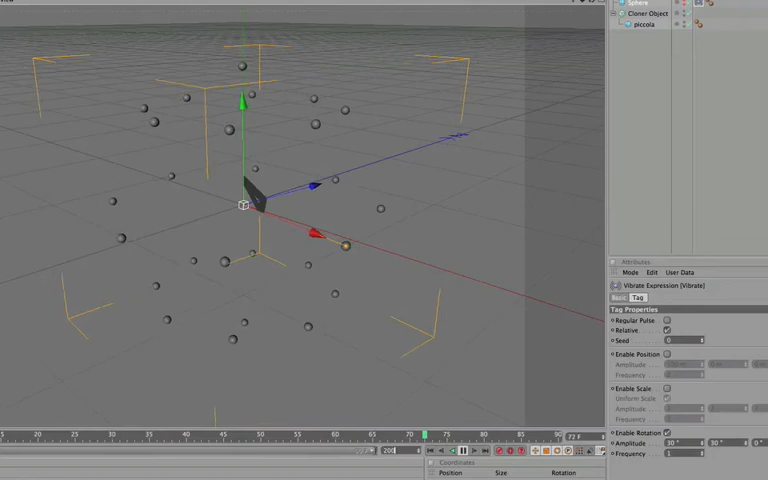 Sphere
Cloner Object
piccola
Attributes
Mode Edit User Data
Vibrate Expression [Vibrate]
Basic Tag
Tag Properties
Regular Pulse
Relative
Seed 0
Enable Position
Amplitude
Frequency
Enable Scale
Uniform Scale
Amplitude
Frequency
Enable Rotation
Amplitude 30 ° 30 ° 0 °
Frequency 1
20 25 30 35 40 45 50 55 60 65 70 72 75 80 85 90 72 F
200
Coordinates
Position Size Rotation